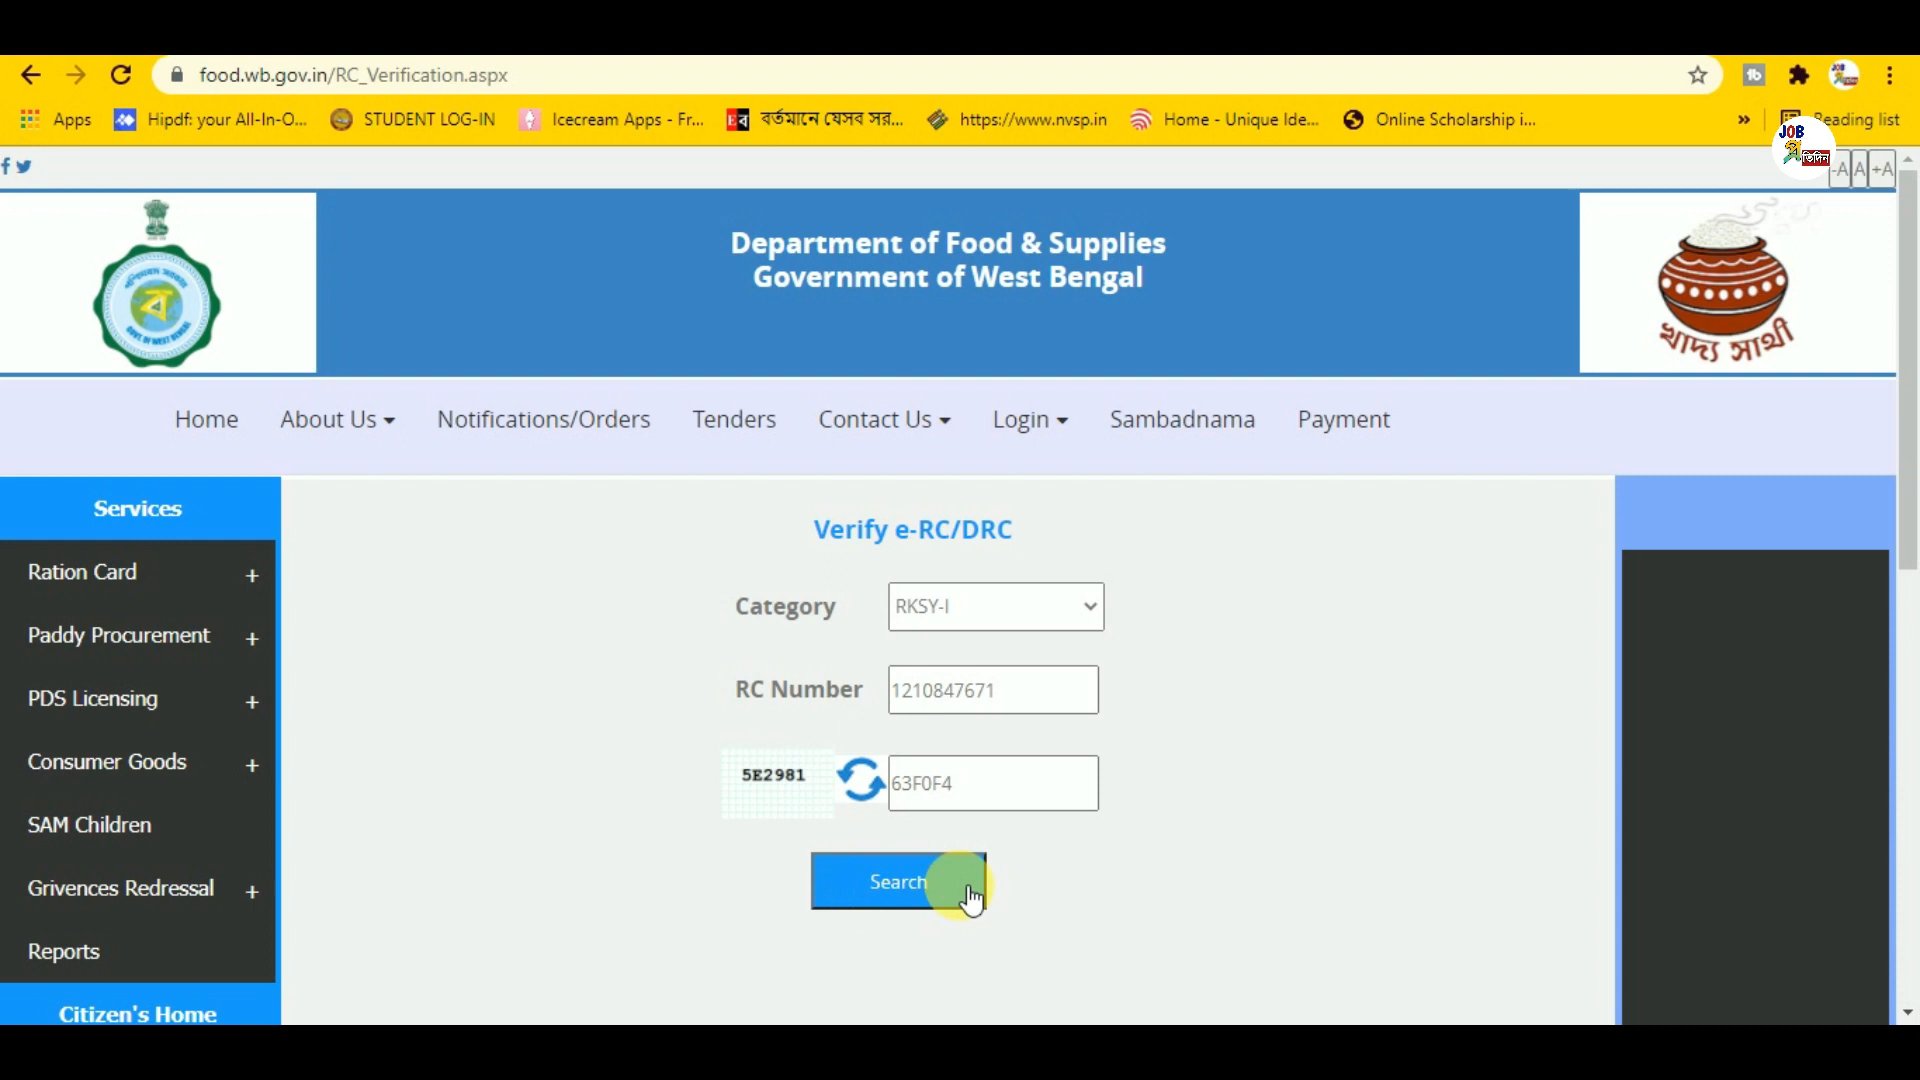 food.wb.gov.in/RC_Verification.aspx
Apps
Hipdf: your All-In-O...
STUDENT LOG-IN
Icecream Apps - Fr...
বর্তমানে যেসব সর...
https://www.nvsp.in
Home - Unique Ide...
Online Scholarship i...
»
Reading list
JOB
-A A +A
Department of Food & Supplies
Government of West Bengal
GOVT. OF WEST BENGAL
খাদ্য সাথী
Home About Us Notifications/Orders Tenders Contact Us Login Sambadnama Payment
Services
Ration Card +
Paddy Procurement +
PDS Licensing +
Consumer Goods +
SAM Children
Grivences Redressal +
Reports
Citizen's Home
Verify e-RC/DRC
Category RKSY-I
RC Number 1210847671
5E2981 63F0F4
Search